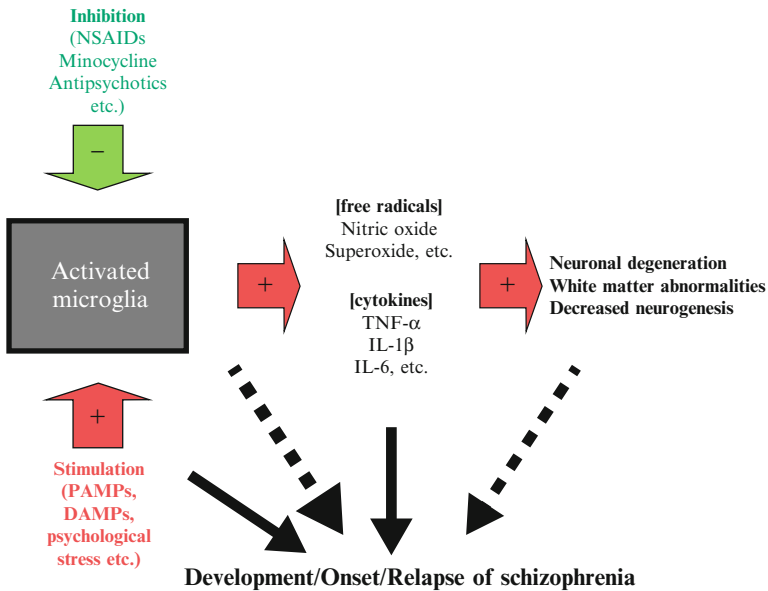 Inhibition
(NSAIDs
Minocycline
Antipsychotics
etc.)
−
Activated
microglia
+
[free radicals]
Nitric oxide
Superoxide, etc.
[cytokines]
TNF-α
IL-1β
IL-6, etc.
+
Neuronal degeneration
White matter abnormalities
Decreased neurogenesis
+
Stimulation
(PAMPs,
DAMPs,
psychological
stress etc.)
Development/Onset/Relapse of schizophrenia